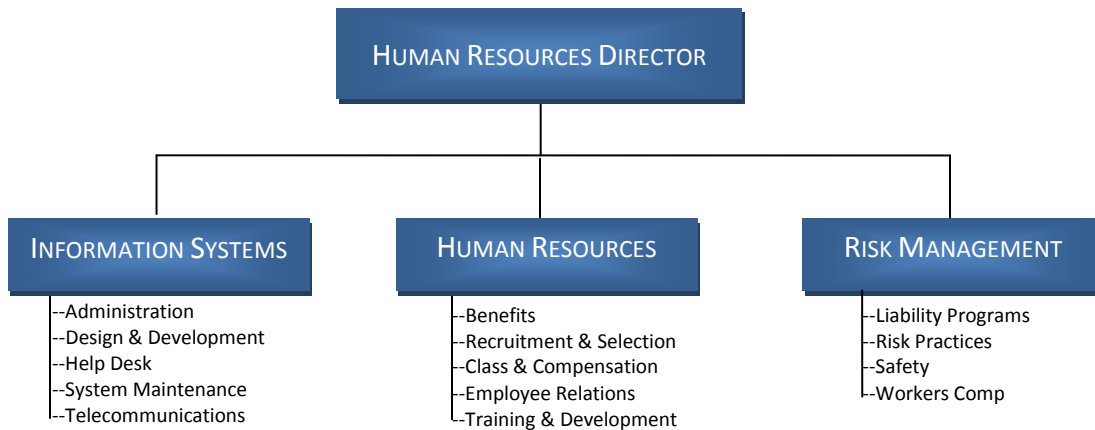 HUMAN RESOURCES DIRECTOR
INFORMATION SYSTEMS
--Administration
--Design & Development
--Help Desk
--System Maintenance
--Telecommunications
HUMAN RESOURCES
--Benefits
--Recruitment & Selection
--Class & Compensation
--Employee Relations
--Training & Development
RISK MANAGEMENT
--Liability Programs
--Risk Practices
--Safety
--Workers Comp